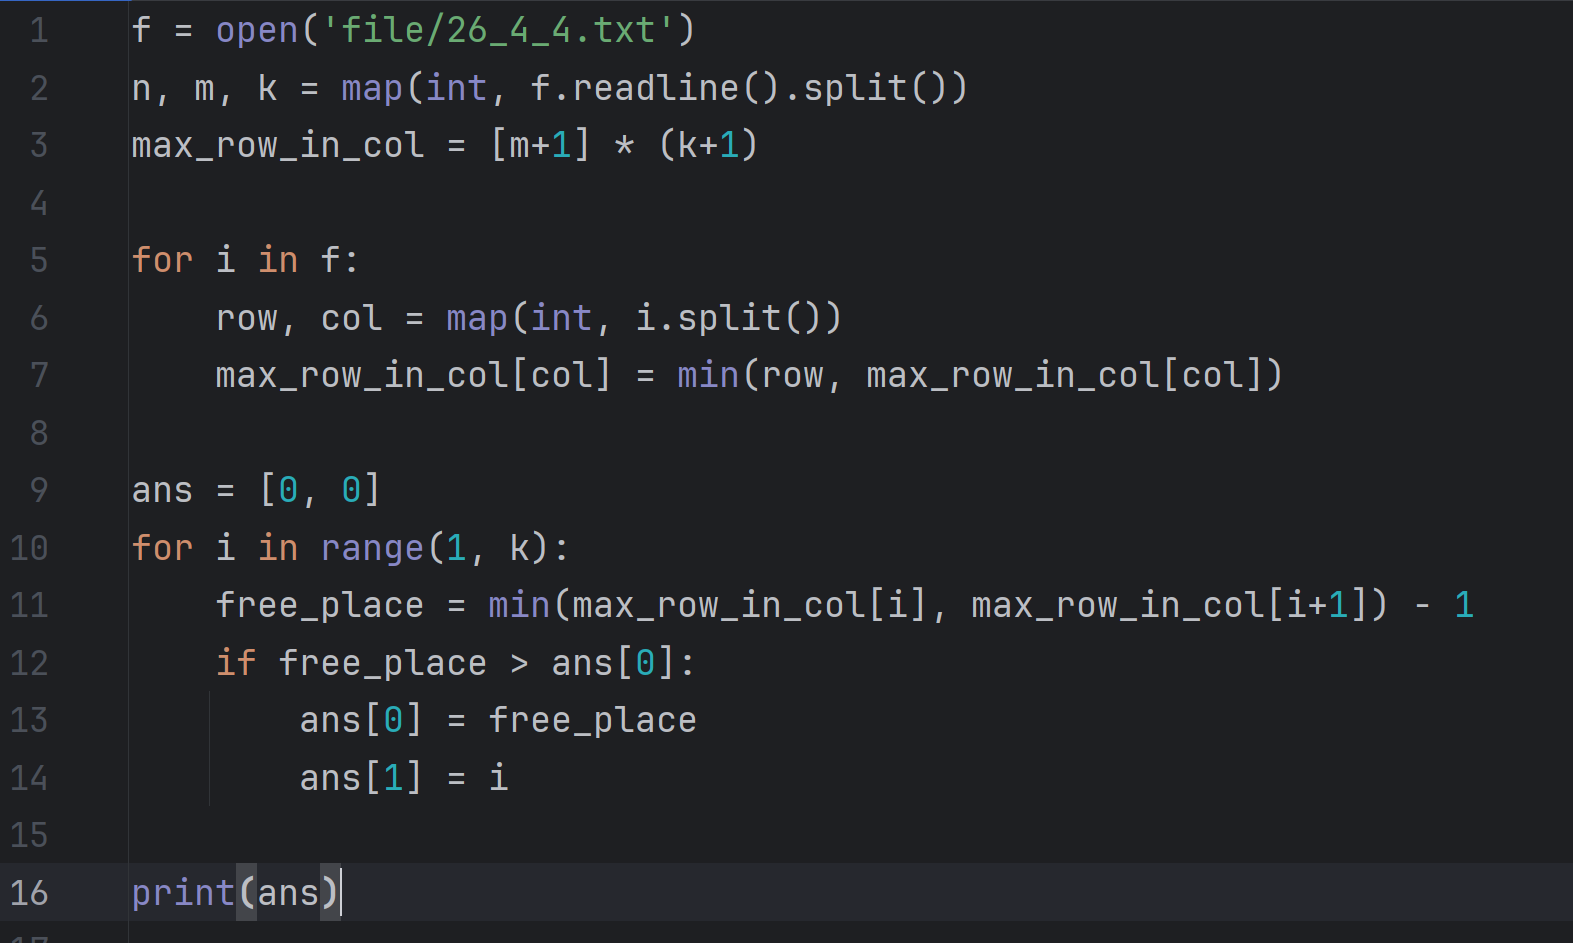 1 f = open('file/26_4_4.txt')
2 n, m, k = map(int, f.readline().split())
3 max_row_in_col = [m+1] * (k+1)
4
5 for i in f:
6     row, col = map(int, i.split())
7     max_row_in_col[col] = min(row, max_row_in_col[col])
8
9 ans = [0, 0]
10 for i in range(1, k):
11     free_place = min(max_row_in_col[i], max_row_in_col[i+1]) - 1
12     if free_place > ans[0]:
13         ans[0] = free_place
14         ans[1] = i
15
16 print(ans)
17